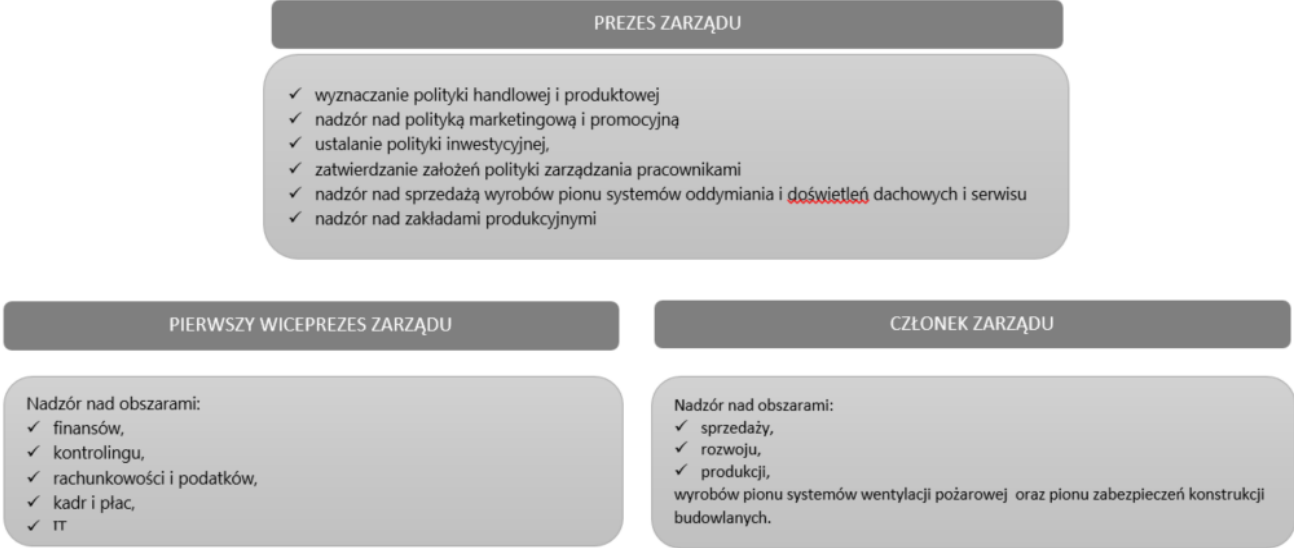 PREZES ZARZĄDU
✓ wyznaczanie polityki handlowej i produktowej
✓ nadzór nad polityką marketingową i promocyjną
✓ ustalanie polityki inwestycyjnej,
✓ zatwierdzanie założeń polityki zarządzania pracownikami
✓ nadzór nad sprzedażą wyrobów pionu systemów oddymiania i doświetleń dachowych i serwisu
✓ nadzór nad zakładami produkcyjnymi
PIERWSZY WICEPREZES ZARZĄDU
Nadzór nad obszarami:
✓ finansów,
✓ kontrolingu,
✓ rachunkowości i podatków,
✓ kadr i płac,
✓ IT
CZŁONEK ZARZĄDU
Nadzór nad obszarami:
✓ sprzedaży,
✓ rozwoju,
✓ produkcji,
wyrobów pionu systemów wentylacji pożarowej oraz pionu zabezpieczeń konstrukcji
budowlanych.